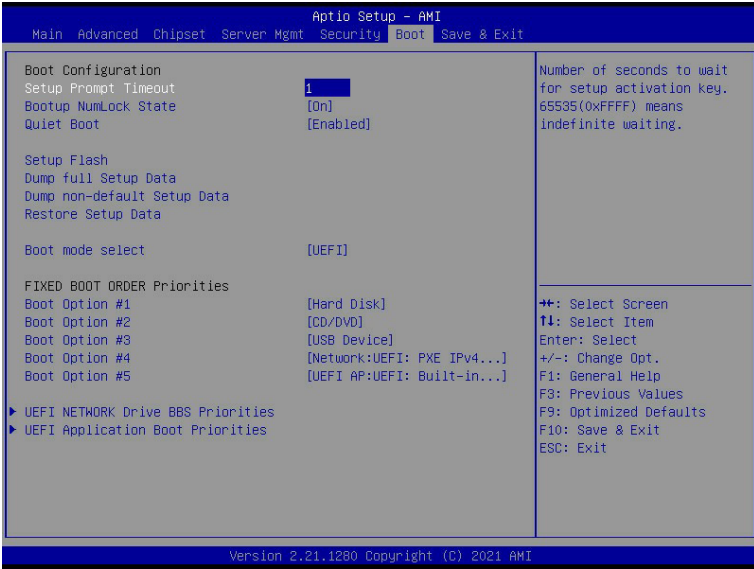 Aptio Setup – AMI
Main Advanced Chipset Server Mgmt Security Boot Save & Exit
Boot Configuration
Setup Prompt Timeout 1
Bootup NumLock State [On]
Quiet Boot [Enabled]
Setup Flash
Dump full Setup Data
Dump non-default Setup Data
Restore Setup Data
Boot mode select [UEFI]
FIXED BOOT ORDER Priorities
Boot Option #1 [Hard Disk]
Boot Option #2 [CD/DVD]
Boot Option #3 [USB Device]
Boot Option #4 [Network:UEFI: PXE IPv4...]
Boot Option #5 [UEFI AP:UEFI: Built-in...]
UEFI NETWORK Drive BBS Priorities
UEFI Application Boot Priorities
Number of seconds to wait
for setup activation key.
65535(0xFFFF) means
indefinite waiting.
→←: Select Screen
↑↓: Select Item
Enter: Select
+/-: Change Opt.
F1: General Help
F3: Previous Values
F9: Optimized Defaults
F10: Save & Exit
ESC: Exit
Version 2.21.1280 Copyright (C) 2021 AMI